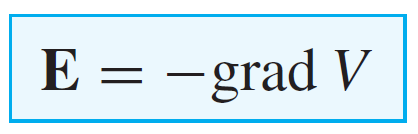 E = −grad V